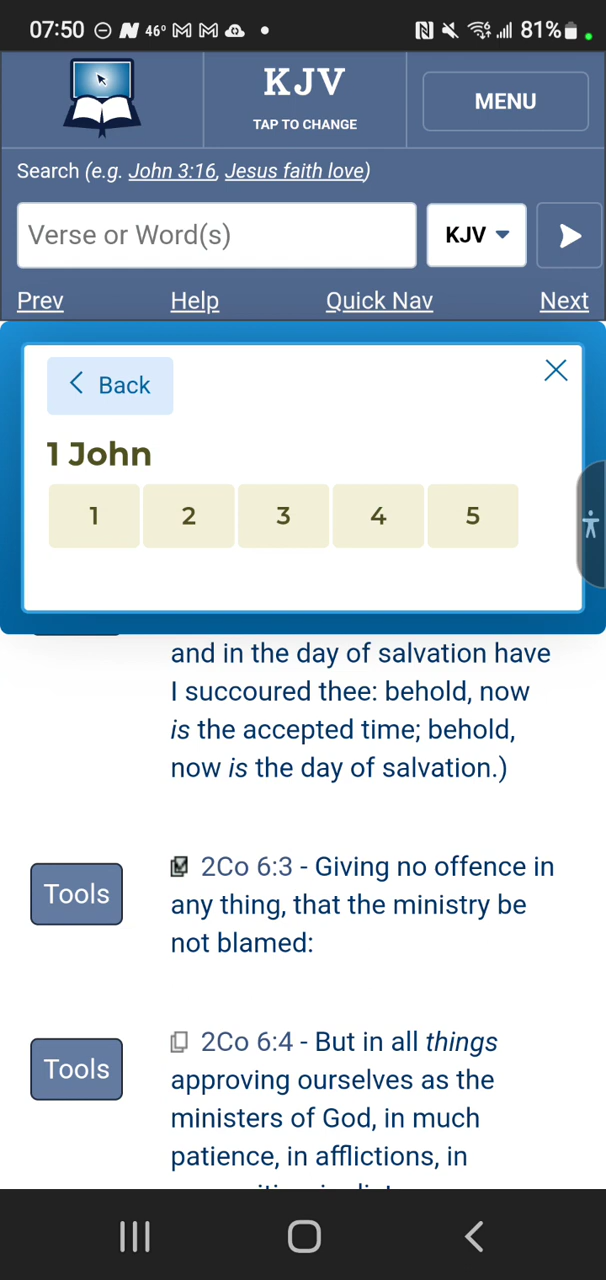 07:50 46° 81%
KJV
TAP TO CHANGE
MENU
Search (e.g. John 3:16, Jesus faith love)
Verse or Word(s)
KJV
Prev Help Quick Nav Next
Back
1 John
1 2 3 4 5
and in the day of salvation have
I succoured thee: behold, now
is the accepted time; behold,
now is the day of salvation.)
Tools
2Co 6:3 - Giving no offence in
any thing, that the ministry be
not blamed:
Tools
2Co 6:4 - But in all things
approving ourselves as the
ministers of God, in much
patience, in afflictions, in